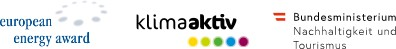 european
energy award
klimaaktiv
Bundesministerium
Nachhaltigkeit und
Tourismus